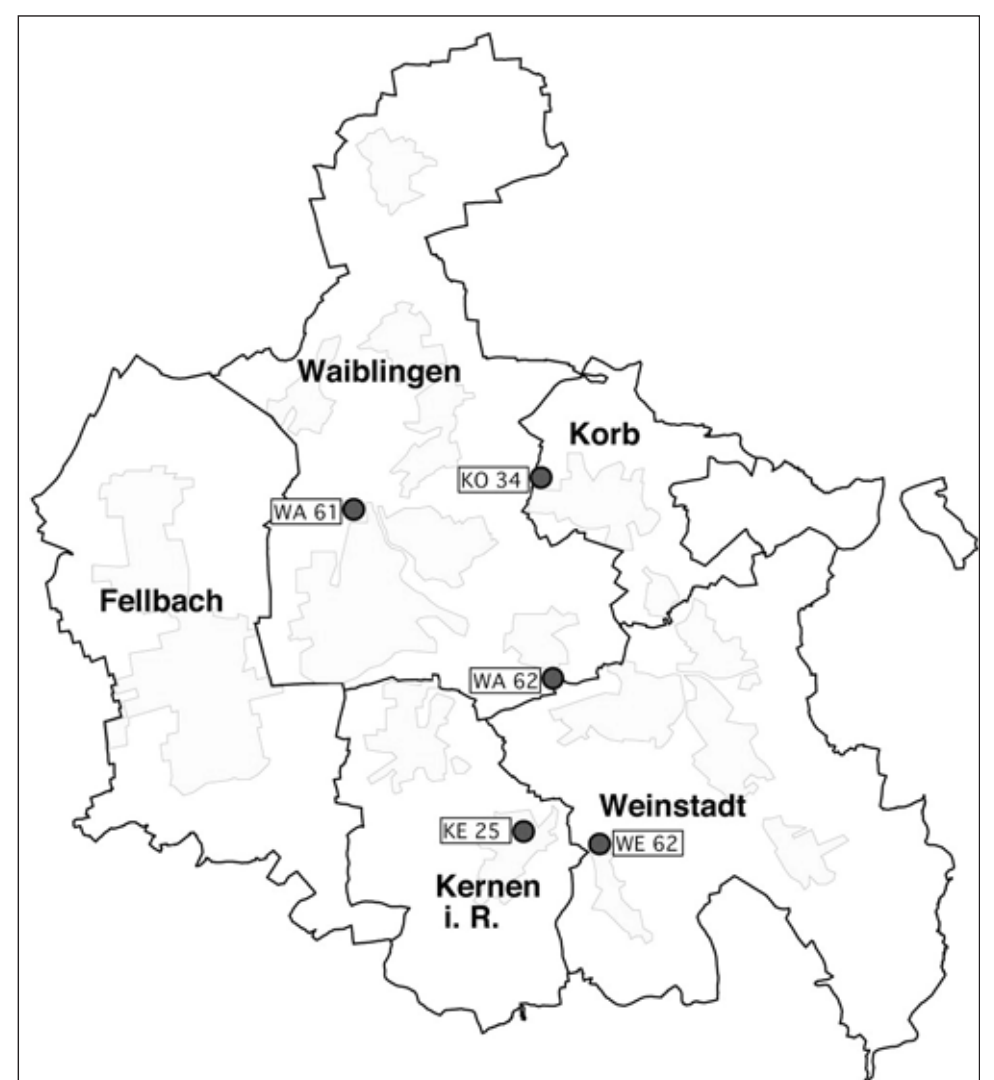 Waiblingen
Korb
KO 34
WA 61
Fellbach
WA 62
Weinstadt
KE 25
WE 62
Kernen
i. R.